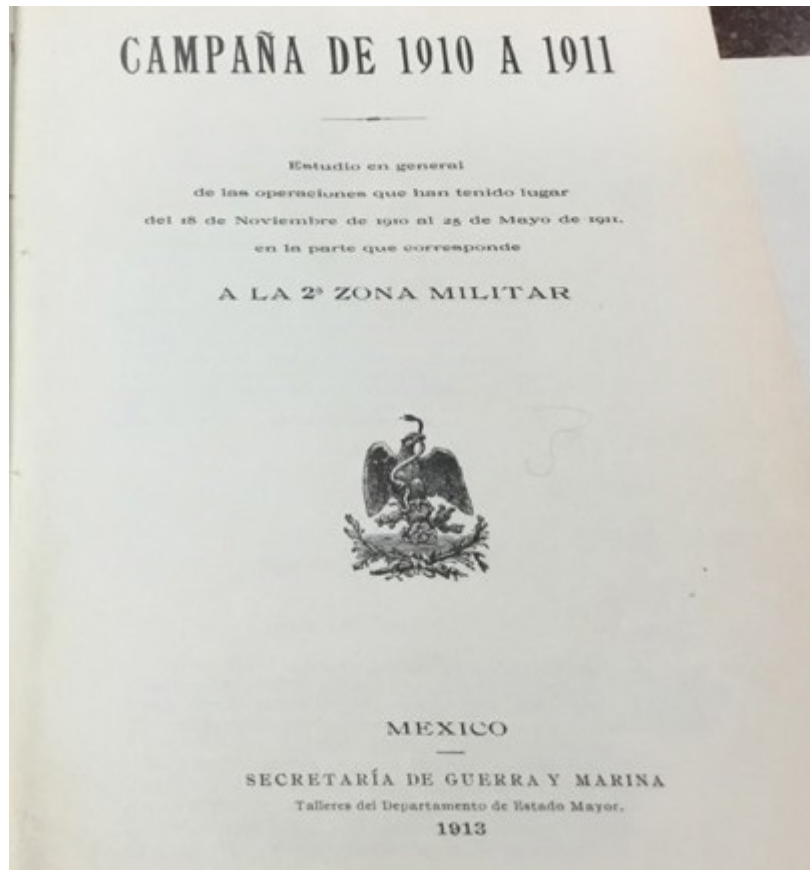 CAMPAÑA DE 1910 A 1911
Estudio en general
de las operaciones que han tenido lugar
del 18 de Noviembre de 1910 al 25 de Mayo de 1911,
en la parte que corresponde
A LA 2ª ZONA MILITAR
MEXICO
SECRETARÍA DE GUERRA Y MARINA
Talleres del Departamento de Estado Mayor.
1913